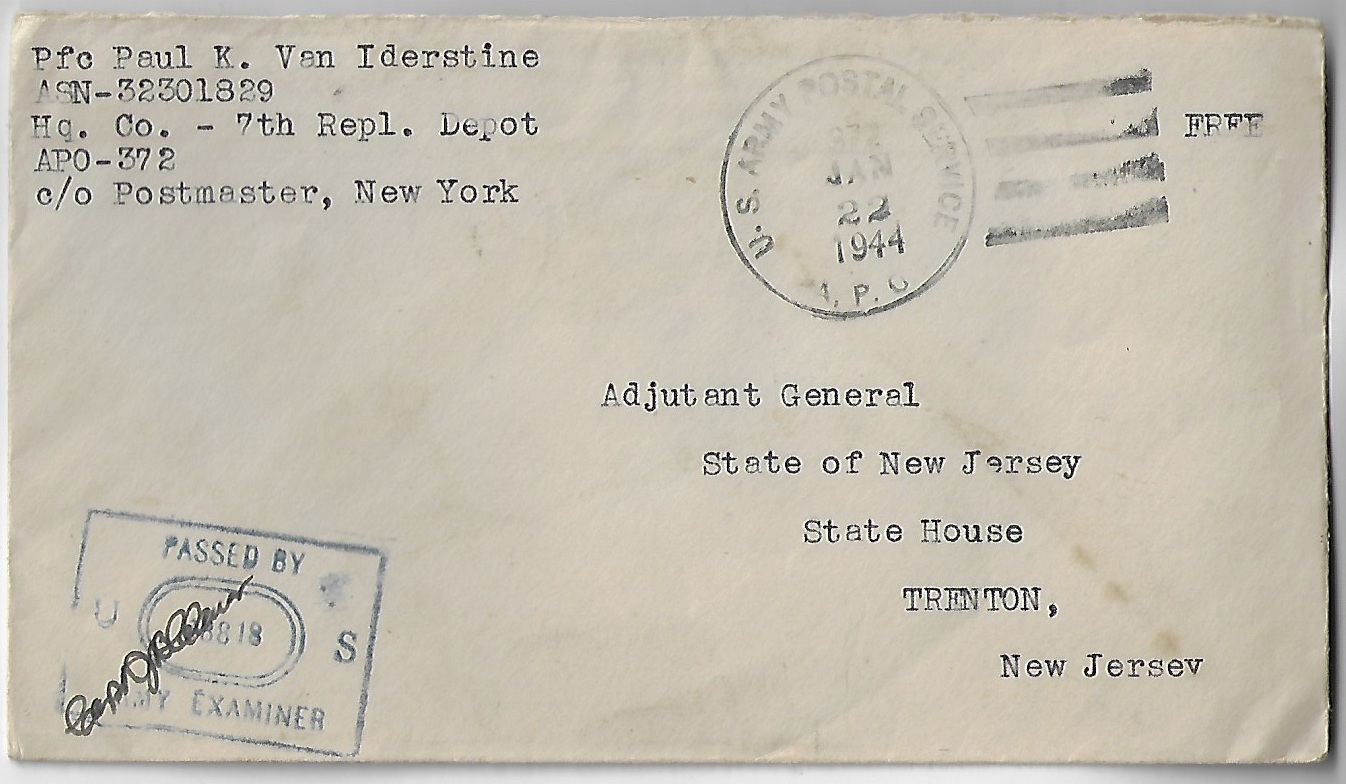 Pfc Paul K. Van Iderstine
ASN-32301829
Hq. Co. - 7th Repl. Depot
APO-372
c/o Postmaster, New York
U.S. ARMY POSTAL SERVICE
372
JAN
22
1944
A.P.O
FREE
Adjutant General
State of New Jersey
State House
TRENTON,
New Jersey
PASSED BY
U S
ARMY EXAMINER